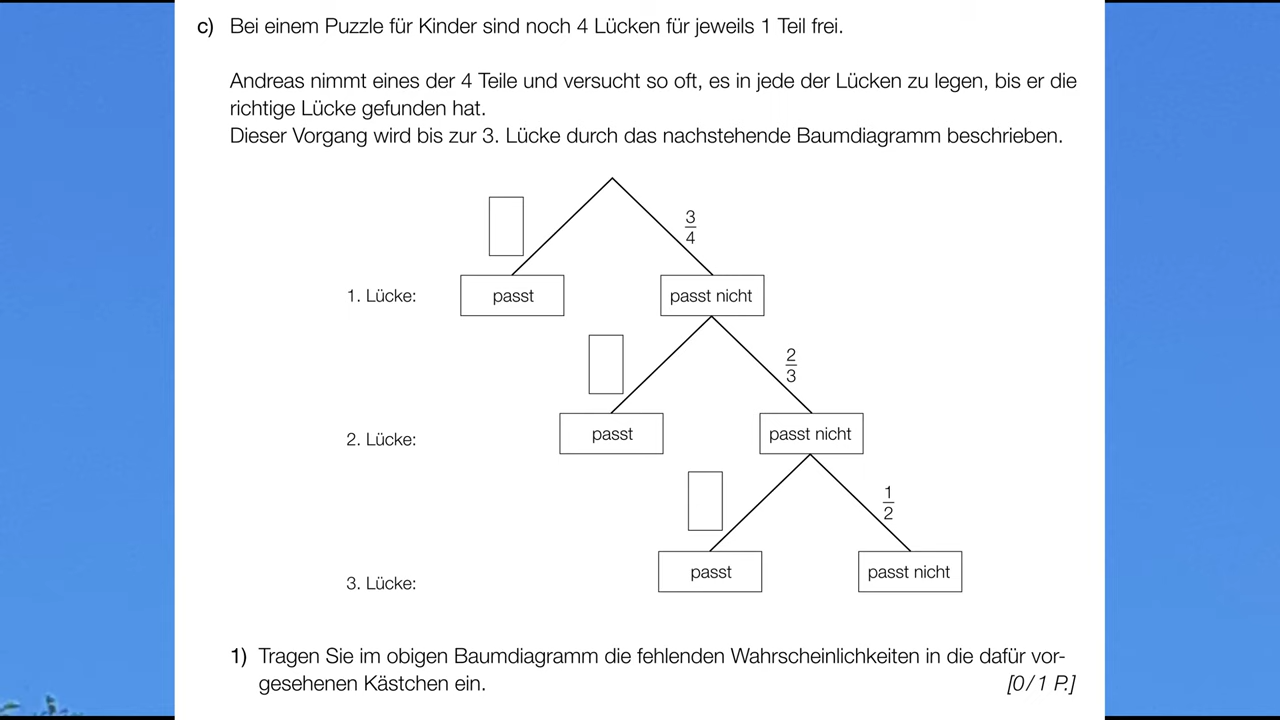 c) Bei einem Puzzle für Kinder sind noch 4 Lücken für jeweils 1 Teil frei.
Andreas nimmt eines der 4 Teile und versucht so oft, es in jede der Lücken zu legen, bis er die
richtige Lücke gefunden hat.
Dieser Vorgang wird bis zur 3. Lücke durch das nachstehende Baumdiagramm beschrieben.
3/4
1. Lücke: passt passt nicht
2/3
2. Lücke: passt passt nicht
1/2
3. Lücke: passt passt nicht
1) Tragen Sie im obigen Baumdiagramm die fehlenden Wahrscheinlichkeiten in die dafür vor-
gesehenen Kästchen ein. [0/1 P.]